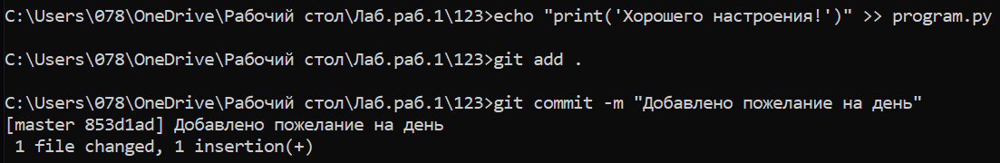 C:\Users\078\OneDrive\Рабочий стол\Лаб.раб.1\123>echo "print('Хорошего настроения!')" >> program.py
C:\Users\078\OneDrive\Рабочий стол\Лаб.раб.1\123>git add .
C:\Users\078\OneDrive\Рабочий стол\Лаб.раб.1\123>git commit -m "Добавлено пожелание на день"
[master 853d1ad] Добавлено пожелание на день
 1 file changed, 1 insertion(+)